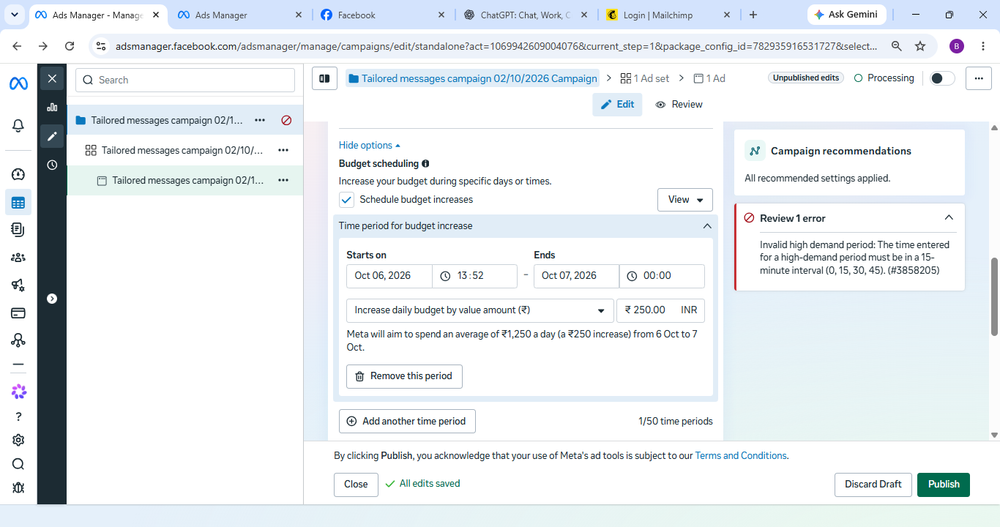 Ads Manager - Manage
Ads Manager
Facebook
ChatGPT: Chat, Work, C
Login | Mailchimp
Ask Gemini
adsmanager.facebook.com/adsmanager/manage/campaigns/edit/standalone?act=1069942609004076&current_step=1&package_config_id=782935916531727&select...
B
Search
Tailored messages campaign 02/10/2026 Campaign
1 Ad set
1 Ad
Unpublished edits
Processing
Edit
Review
Tailored messages campaign 02/1...
Tailored messages campaign 02/10/...
Tailored messages campaign 02/1...
Hide options
Budget scheduling
Increase your budget during specific days or times.
Schedule budget increases
View
Time period for budget increase
Starts on
Ends
Oct 06, 2026
13:52
–
Oct 07, 2026
00:00
Increase daily budget by value amount (₹)
₹ 250.00
INR
Meta will aim to spend an average of ₹1,250 a day (a ₹250 increase) from 6 Oct to 7
Oct.
Remove this period
Add another time period
1/50 time periods
Campaign recommendations
All recommended settings applied.
Review 1 error
Invalid high demand period: The time entered
for a high-demand period must be in a 15-
minute interval (0, 15, 30, 45). (#3858205)
By clicking Publish, you acknowledge that your use of Meta's ad tools is subject to our Terms and Conditions.
Close
All edits saved
Discard Draft
Publish